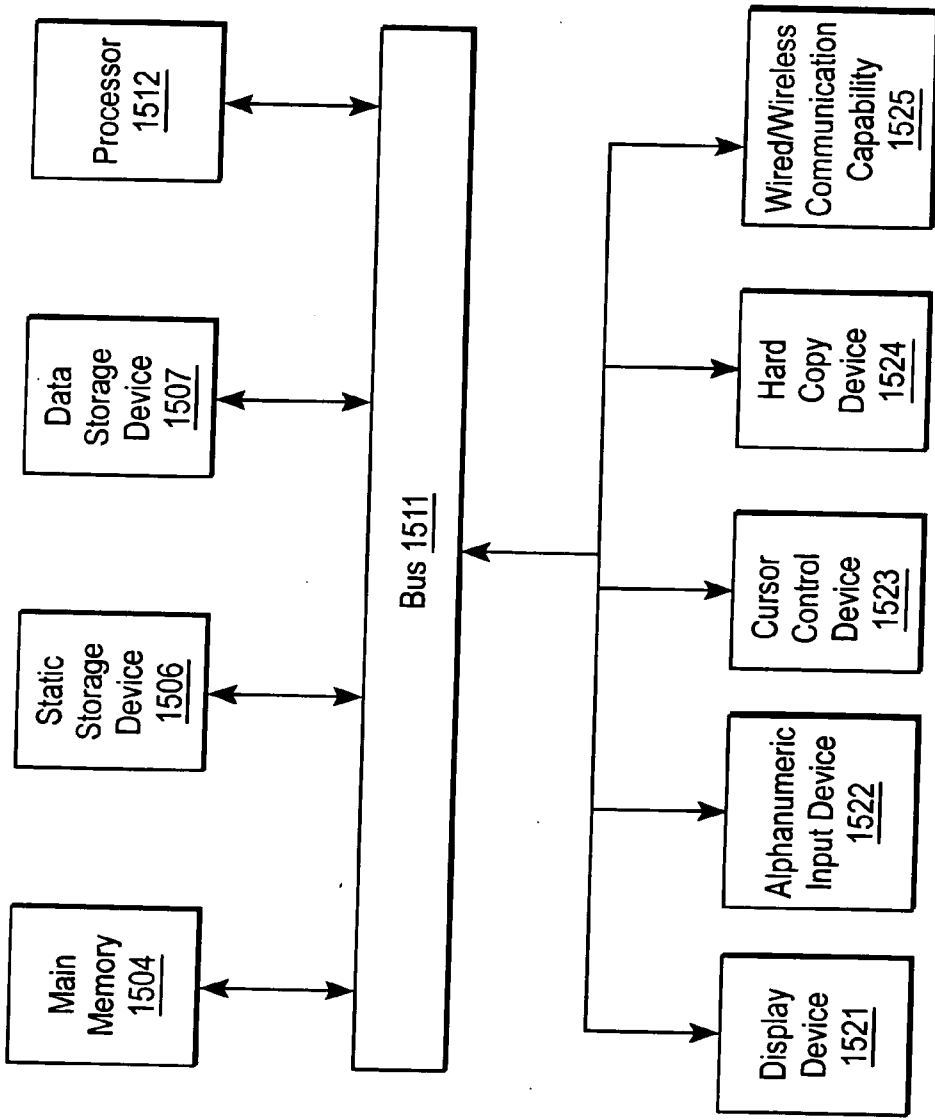 Main
Memory
1504
Static
Storage
Device
1506
Data
Storage
Device
1507
Processor
1512
Bus 1511
Display
Device
1521
Alphanumeric
Input Device
1522
Cursor
Control
Device
1523
Hard
Copy
Device
1524
Wired/Wireless
Communication
Capability
1525